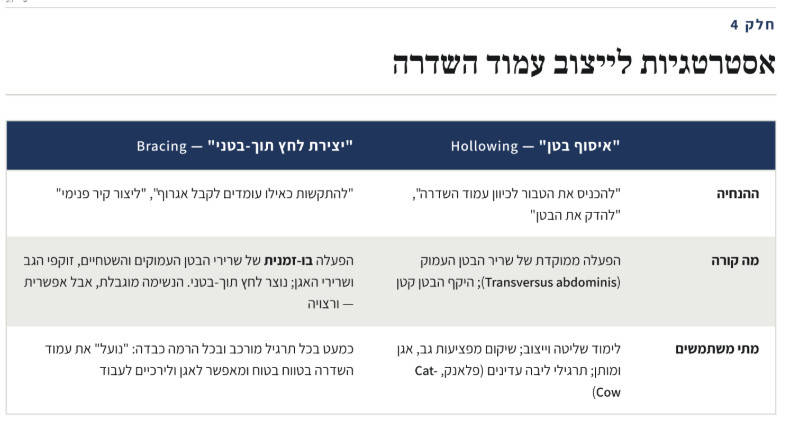 חלק 4
אסטרטגיות לייצוב עמוד השדרה
"איסוף בטן" — Hollowing
"יצירת לחץ תוך-בטני" — Bracing
ההנחיה
"להכניס את הטבור לכיוון עמוד השדרה",
"להדק את הבטן"
"להתקשות כאילו עומדים לקבל אגרוף", "ליצור קיר פנימי"
מה קורה
הפעלה ממוקדת של שריר הבטן העמוק
(Transversus abdominis); היקף הבטן קטן
הפעלה בו-זמנית של שרירי הבטן העמוקים והשטחיים, זוקפי הגב
ושרירי האגן; נוצר לחץ תוך-בטני. הנשימה מוגבלת, אבל אפשרית
— ורצויה
מתי משתמשים
לימוד שליטה וייצוב; שיקום מפציעות גב, אגן
ומותן; תרגילי ליבה עדינים (פלאנק, Cat-
Cow)
כמעט בכל תרגיל מורכב ובכל הרמה כבדה: "נועל" את עמוד
השדרה בטווח בטוח ומאפשר לאגן ולירכיים לעבוד